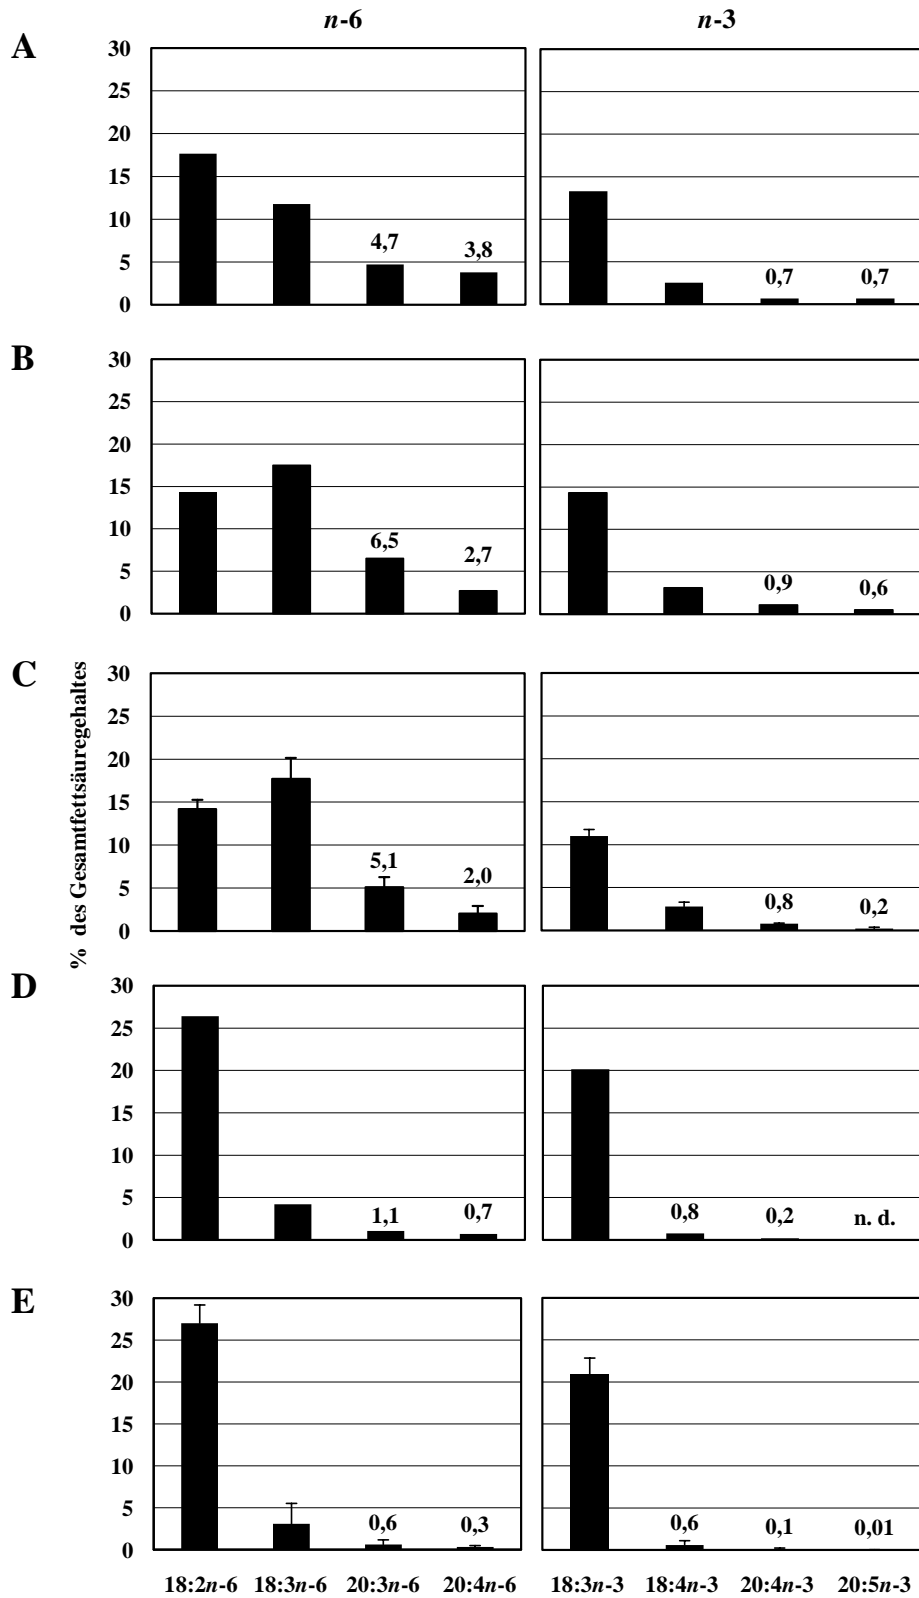 n-6 n-3
A
30
25
20
15
10
5
0
4,7 3,8 0,7 0,7
B
30
25
20
15
10
5
0
6,5 2,7 0,9 0,6
% des Gesamtfettsäuregehaltes
C
30
25
20
15
10
5
0
5,1 2,0 0,8 0,2
D
30
25
20
15
10
5
0
1,1 0,7 0,8 0,2 n. d.
E
30
25
20
15
10
5
0
0,6 0,3 0,6 0,1 0,01
18:2n-6 18:3n-6 20:3n-6 20:4n-6 18:3n-3 18:4n-3 20:4n-3 20:5n-3